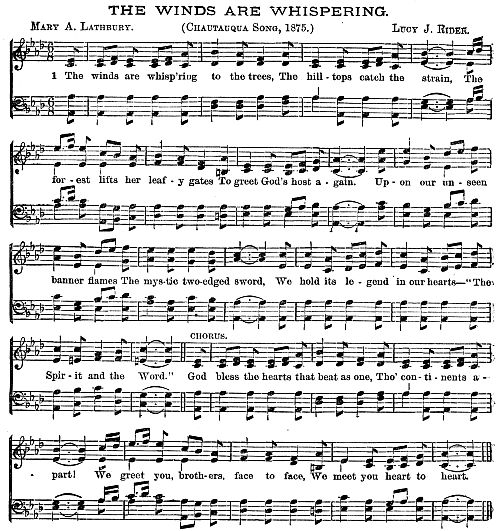 THE WINDS ARE WHISPERING.
MARY A. LATHBURY. (CHAUTAUQUA SONG, 1875.) LUCY J. RIDER.
1 The winds are whisp'ring to the trees, The hill-tops catch the strain, The
for-est lifts her leaf-y gates To greet God's host a-gain. Up-on our un-seen
banner flames The mys-tic two-edged sword, We hold its le-gend in our hearts—"The
CHORUS.
Spir-it and the Word." God bless the hearts that beat as one, Tho' con-ti-nents a-
part! We greet you, broth-ers, face to face, We meet you heart to heart.